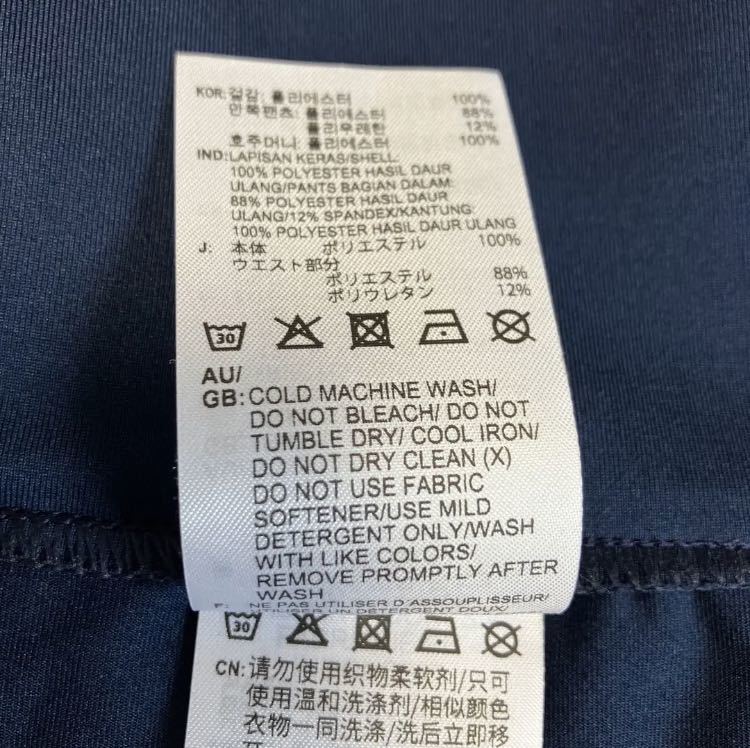 KOR: 겉감: 폴리에스터 100%
안쪽팬츠: 폴리에스터 88%
폴리우레탄 12%
호주머니: 폴리에스터 100%
IND: LAPISAN KERAS/SHELL:
100% POLYESTER HASIL DAUR
ULANG/PANTS BAGIAN DALAM:
88% POLYESTER HASIL DAUR
ULANG/12% SPANDEX/KANTUNG:
100% POLYESTER HASIL DAUR ULANG
J: 本体 ポリエステル 100%
ウエスト部分
ポリエステル 88%
ポリウレタン 12%
30
AU/
GB: COLD MACHINE WASH/
DO NOT BLEACH/ DO NOT
TUMBLE DRY/ COOL IRON/
DO NOT DRY CLEAN (X)
DO NOT USE FABRIC
SOFTENER/USE MILD
DETERGENT ONLY/WASH
WITH LIKE COLORS/
REMOVE PROMPTLY AFTER
WASH
F: NE PAS UTILISER D'ASSOUPLISSEUR/
UTILISER UN DETERGENT DOUX/
30
CN: 请勿使用织物柔软剂/只可
使用温和洗涤剂/相似颜色
衣物一同洗涤/洗后立即移